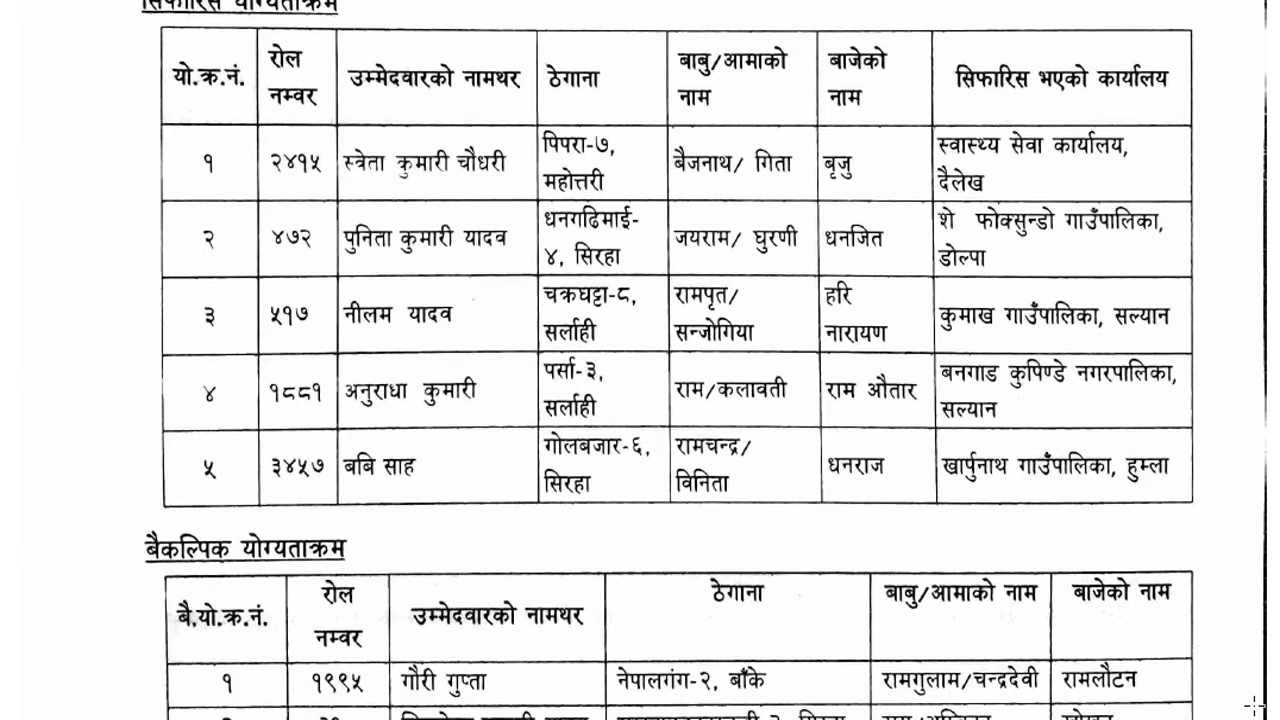 सिफारिस योग्यताक्रम
यो.क्र.नं. रोल नम्वर उम्मेदवारको नामथर ठेगाना बाबु/आमाको नाम बाजेको नाम सिफारिस भएको कार्यालय
१ २४१५ स्त्रेता कुमारी चौधरी पिपरा-७, महोत्तरी बैजनाथ/ गिता बृजु स्वास्थ्य सेवा कार्यालय, दैलेख
२ ४७२ पुनिता कुमारी यादव धनगढिमाई-४, सिरहा जयराम/ घुरणी धनजित शे फोक्सुन्डो गाउँपालिका, डोल्पा
३ ५१७ नीलम यादव चक्रघट्टा-८, सर्लाही रामपृत/ सन्जोगिया हरि नारायण कुमाख गाउँपालिका, सल्यान
४ १८८१ अनुराधा कुमारी पर्सा-३, सर्लाही राम/कलावती राम औतार बनगाड कुपिण्डे नगरपालिका, सल्यान
५ ३४५७ बबि साह गोलबजार-६, सिरहा रामचन्द्र/ विनिता धनराज खार्पुनाथ गाउँपालिका, हुम्ला
बैकल्पिक योग्यताक्रम
बै.यो.क्र.नं. रोल नम्वर उम्मेदवारको नामथर ठेगाना बाबु/आमाको नाम बाजेको नाम
१ १९९५ गौरी गुप्ता नेपालगंग-२, बाँके रामगुलाम/चन्द्रदेवी रामलौटन